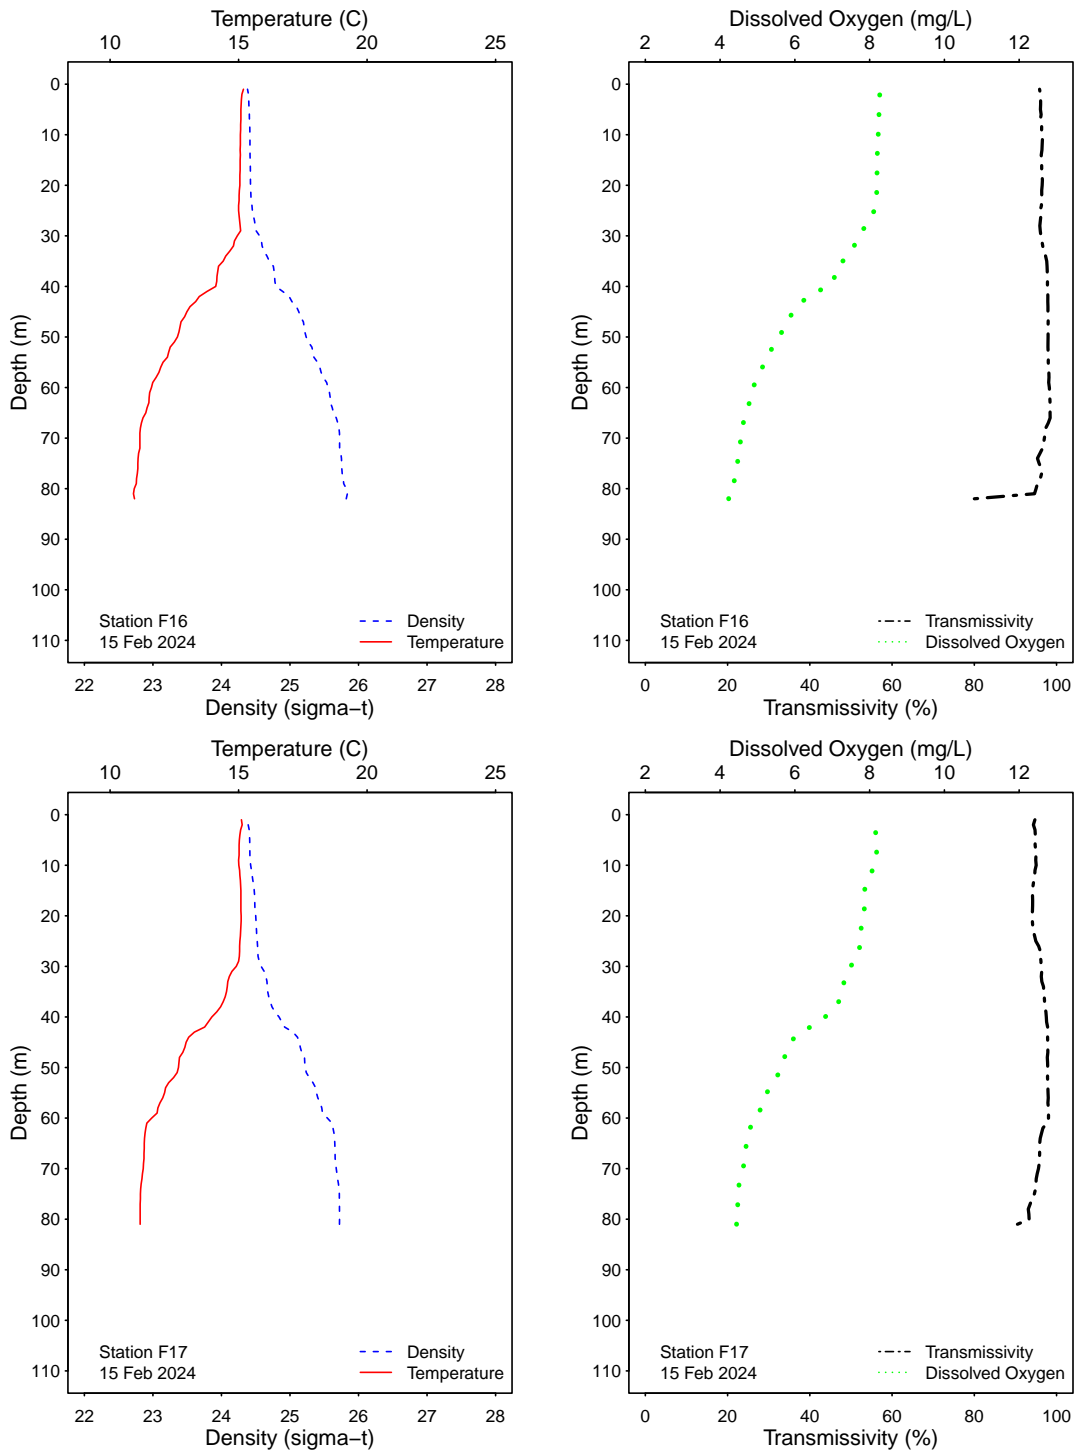 Temperature (C)
10 15 20 25
0
10
20
30
40
50
60
70
80
90
100
110
Depth (m)
Station F16
15 Feb 2024
Density
Temperature
22 23 24 25 26 27 28
Density (sigma−t)
Dissolved Oxygen (mg/L)
2 4 6 8 10 12
0
10
20
30
40
50
60
70
80
90
100
110
Depth (m)
Station F16
15 Feb 2024
Transmissivity
Dissolved Oxygen
0 20 40 60 80 100
Transmissivity (%)
Temperature (C)
10 15 20 25
0
10
20
30
40
50
60
70
80
90
100
110
Depth (m)
Station F17
15 Feb 2024
Density
Temperature
22 23 24 25 26 27 28
Density (sigma−t)
Dissolved Oxygen (mg/L)
2 4 6 8 10 12
0
10
20
30
40
50
60
70
80
90
100
110
Depth (m)
Station F17
15 Feb 2024
Transmissivity
Dissolved Oxygen
0 20 40 60 80 100
Transmissivity (%)